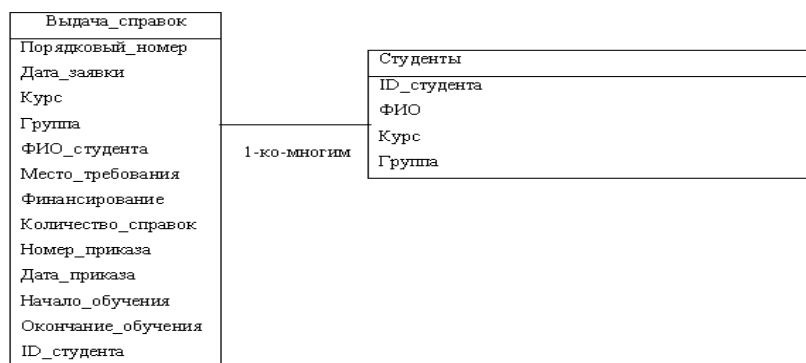 Выдача_справок
Порядковый_номер
Дата_заявки
Курс
Группа
ФИО_студента
Место_требования
Финансирование
Количество_справок
Номер_приказа
Дата_приказа
Начало_обучения
Окончание_обучения
ID_студента
1-ко-многим
Студенты
ID_студента
ФИО
Курс
Группа